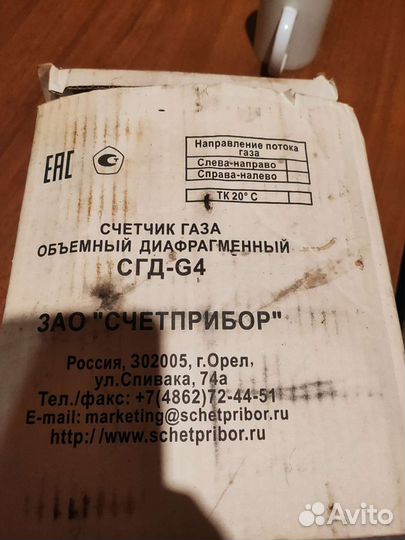 ЕАС
Направление потока
газа
Слева-направо
Справа-налево
ТК 20° С
СЧЕТЧИК ГАЗА
ОБЪЕМНЫЙ ДИАФРАГМЕННЫЙ
СГД-G4
ЗАО "СЧЕТПРИБОР"
Россия, 302005, г.Орел,
ул.Спивака, 74а
Тел./факс: +7(4862)72-44-51
E-mail: marketing@schetpribor.ru
http://www.schetpribor.ru
Avito